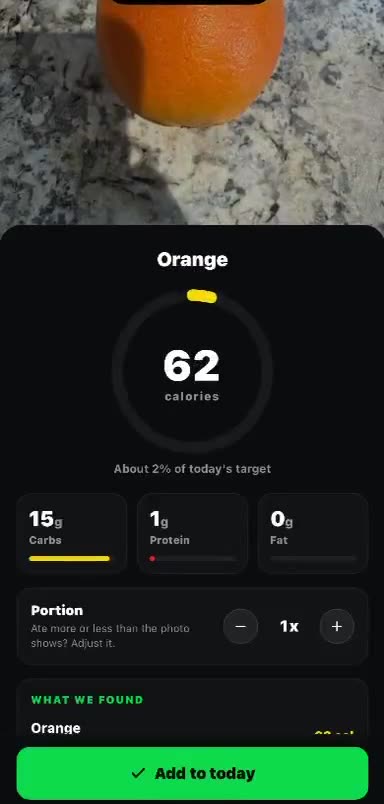 Orange
62
calories
About 2% of today's target
15g
Carbs
1g
Protein
0g
Fat
Portion
Ate more or less than the photo
shows? Adjust it.
− 1x +
WHAT WE FOUND
Orange
Add to today